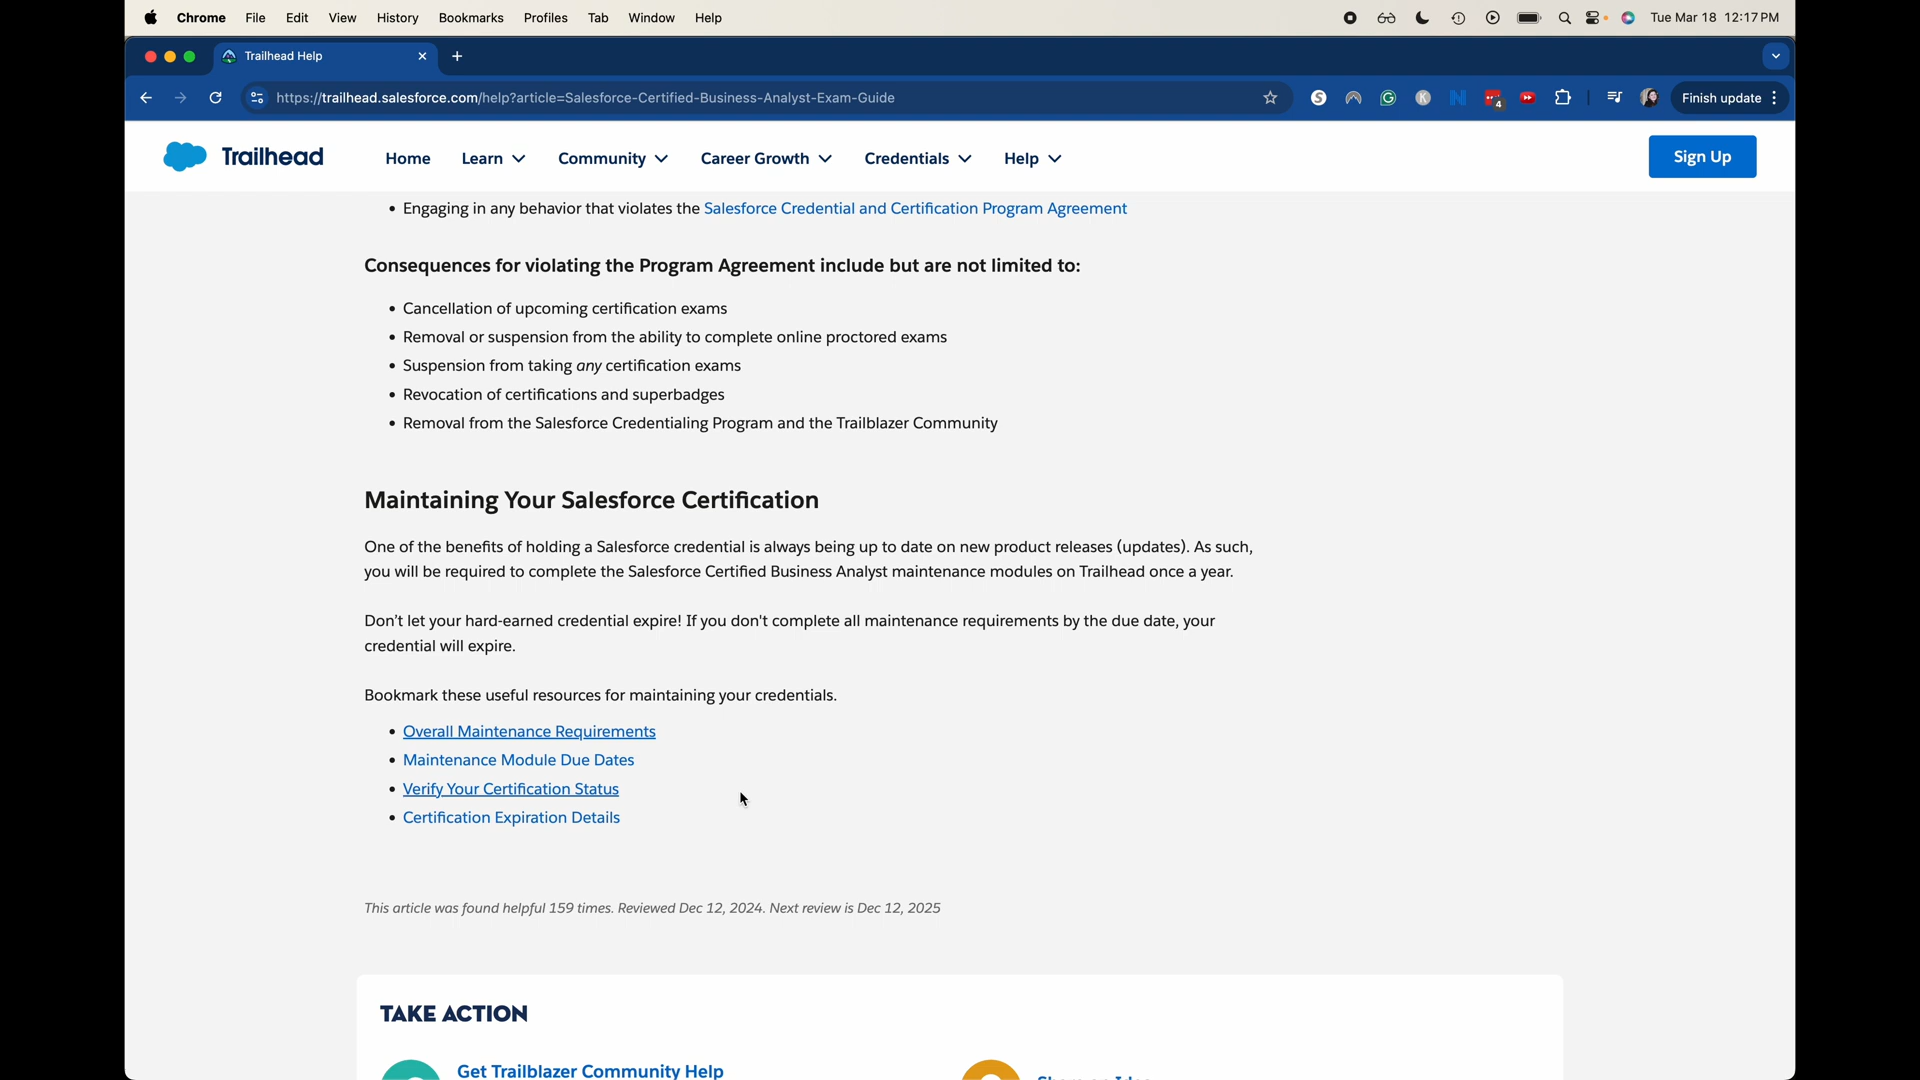 Chrome File Edit View History Bookmarks Profiles Tab Window Help Tue Mar 18 12:17 PM
Trailhead Help
https://trailhead.salesforce.com/help?article=Salesforce-Certified-Business-Analyst-Exam-Guide 4 Finish update
Trailhead Home Learn Community Career Growth Credentials Help Sign Up
• Engaging in any behavior that violates the Salesforce Credential and Certification Program Agreement
Consequences for violating the Program Agreement include but are not limited to:
• Cancellation of upcoming certification exams
• Removal or suspension from the ability to complete online proctored exams
• Suspension from taking any certification exams
• Revocation of certifications and superbadges
• Removal from the Salesforce Credentialing Program and the Trailblazer Community
Maintaining Your Salesforce Certification
One of the benefits of holding a Salesforce credential is always being up to date on new product releases (updates). As such,
you will be required to complete the Salesforce Certified Business Analyst maintenance modules on Trailhead once a year.
Don't let your hard-earned credential expire! If you don't complete all maintenance requirements by the due date, your
credential will expire.
Bookmark these useful resources for maintaining your credentials.
• Overall Maintenance Requirements
• Maintenance Module Due Dates
• Verify Your Certification Status
• Certification Expiration Details
This article was found helpful 159 times. Reviewed Dec 12, 2024. Next review is Dec 12, 2025
TAKE ACTION
Get Trailblazer Community Help